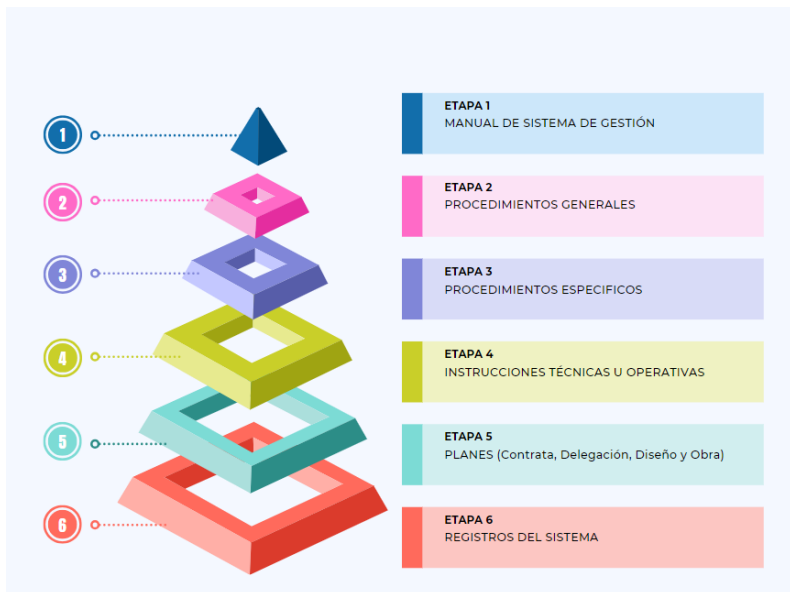 1
ETAPA 1
MANUAL DE SISTEMA DE GESTIÓN
2
ETAPA 2
PROCEDIMIENTOS GENERALES
3
ETAPA 3
PROCEDIMIENTOS ESPECIFICOS
4
ETAPA 4
INSTRUCCIONES TÉCNICAS U OPERATIVAS
5
ETAPA 5
PLANES (Contrata, Delegación, Diseño y Obra)
6
ETAPA 6
REGISTROS DEL SISTEMA